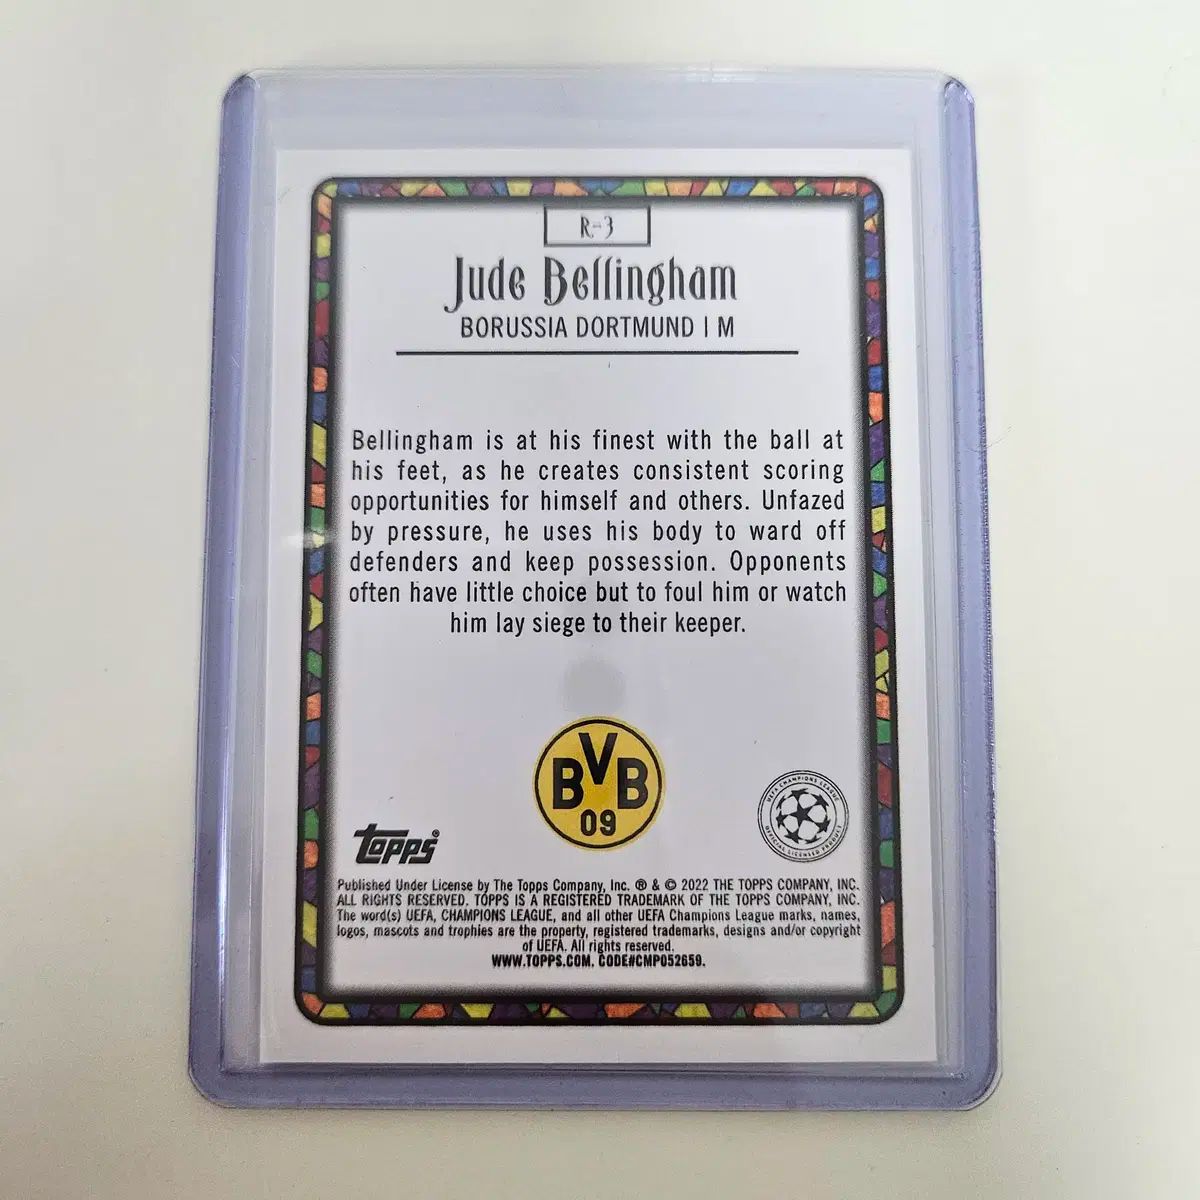 R-3
Jude Bellingham
BORUSSIA DORTMUND | M
Bellingham is at his finest with the ball at
his feet, as he creates consistent scoring
opportunities for himself and others. Unfazed
by pressure, he uses his body to ward off
defenders and keep possession. Opponents
often have little choice but to foul him or watch
him lay siege to their keeper.
BVB
09
UEFA CHAMPIONS LEAGUE
OFFICIAL LICENSED PRODUCT
topps®
Published Under License by The Topps Company, Inc. ® & © 2022 THE TOPPS COMPANY, INC.
ALL RIGHTS RESERVED. TOPPS IS A REGISTERED TRADEMARK OF THE TOPPS COMPANY, INC.
The word(s) UEFA, CHAMPIONS LEAGUE, and all other UEFA Champions League marks, names,
logos, mascots and trophies are the property, registered trademarks, designs and/or copyright
of UEFA. All rights reserved.
WWW.TOPPS.COM. CODE#CMP052659.